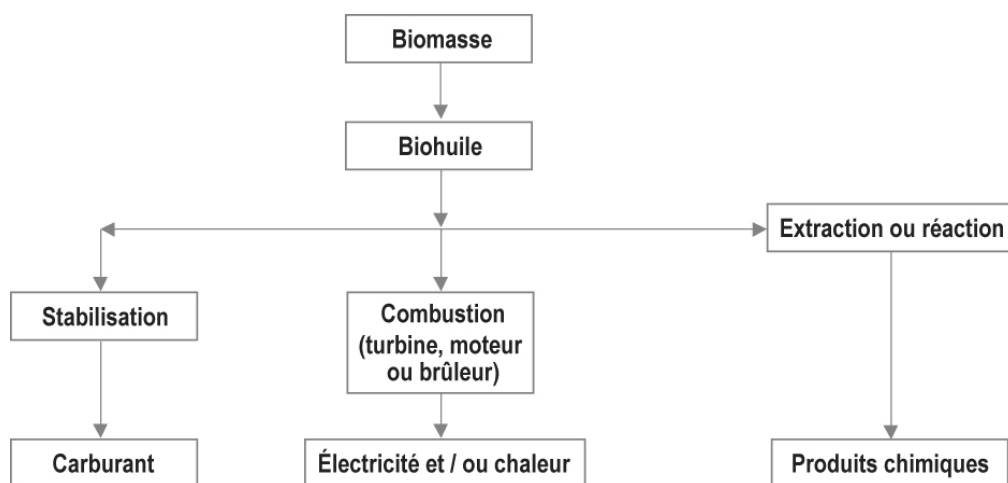 Biomasse
Biohuile
Extraction ou réaction
Stabilisation
Combustion
(turbine, moteur
ou brûleur)
Carburant
Électricité et / ou chaleur
Produits chimiques